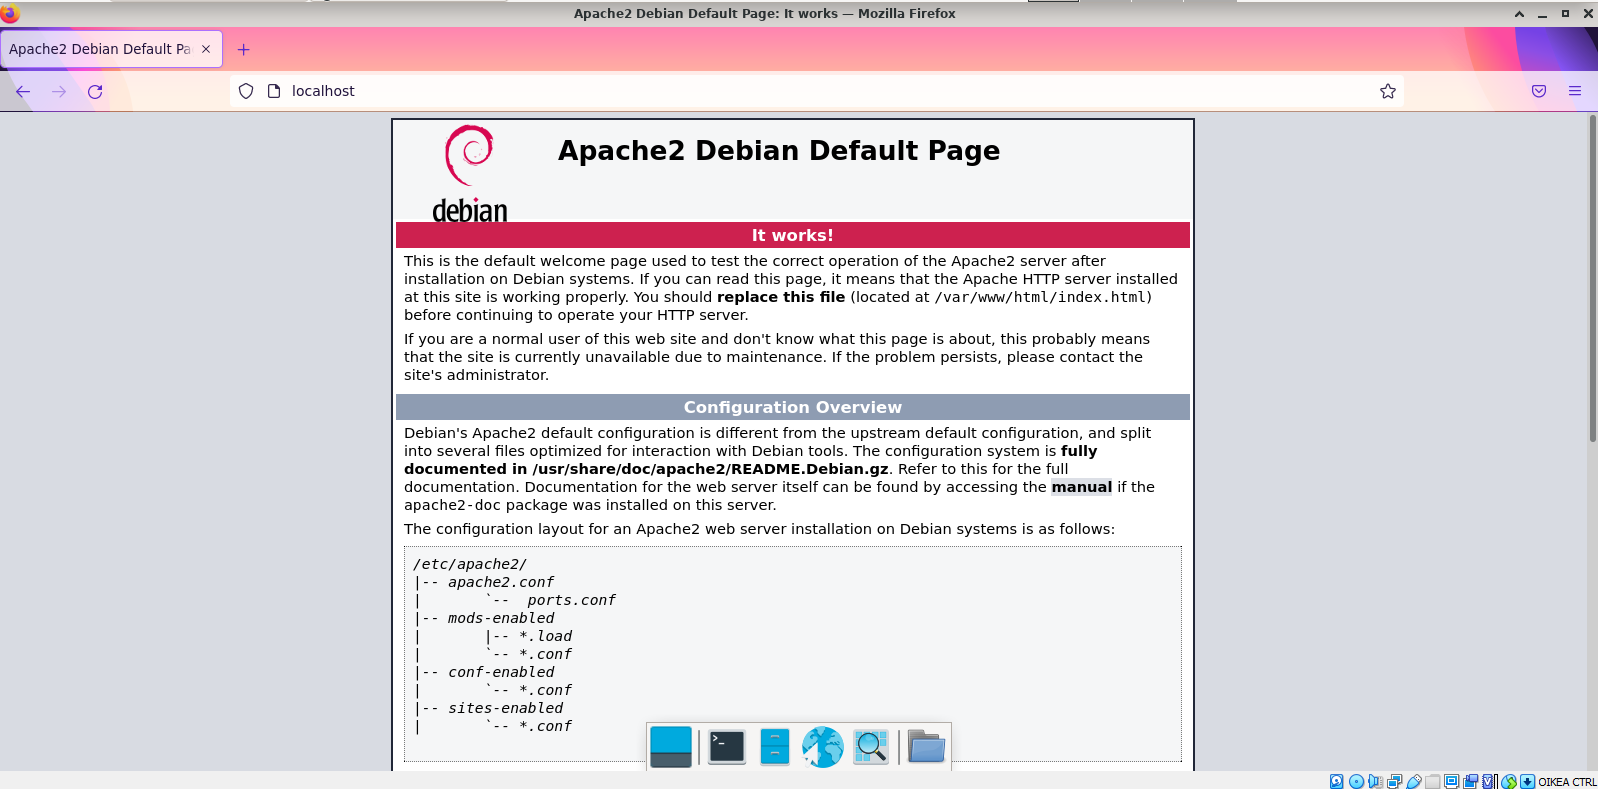 Apache2 Debian Default Page: It works — Mozilla Firefox
Apache2 Debian Default Pa
localhost
debian
Apache2 Debian Default Page
It works!
This is the default welcome page used to test the correct operation of the Apache2 server after
installation on Debian systems. If you can read this page, it means that the Apache HTTP server installed
at this site is working properly. You should replace this file (located at /var/www/html/index.html)
before continuing to operate your HTTP server.
If you are a normal user of this web site and don't know what this page is about, this probably means
that the site is currently unavailable due to maintenance. If the problem persists, please contact the
site's administrator.
Configuration Overview
Debian's Apache2 default configuration is different from the upstream default configuration, and split
into several files optimized for interaction with Debian tools. The configuration system is fully
documented in /usr/share/doc/apache2/README.Debian.gz. Refer to this for the full
documentation. Documentation for the web server itself can be found by accessing the manual if the
apache2-doc package was installed on this server.
The configuration layout for an Apache2 web server installation on Debian systems is as follows:
/etc/apache2/
|-- apache2.conf
|       `--  ports.conf
|-- mods-enabled
|       |-- *.load
|       `-- *.conf
|-- conf-enabled
|       `-- *.conf
|-- sites-enabled
|       `-- *.conf
OIKEA CTRL